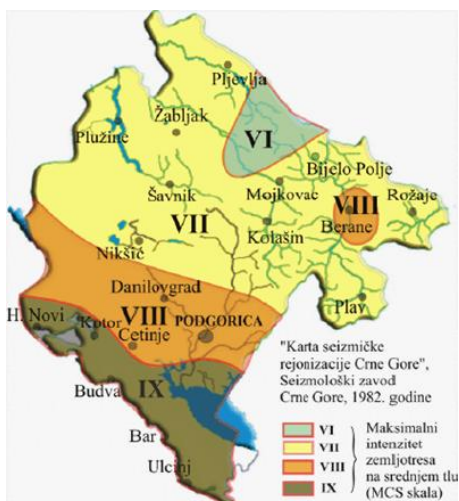 Pljevlja
Žabljak
VI
Plužine
Bijelo Polje
Mojkovac
Rožaje
Šavnik
VIII
VII
Berane
Kolašin
Nikšić
Danilovgrad
Plav
H. Novi
VIII
PODGORICA
Kotor
Cetinje
IX
Budva
Bar
Ulcinj
"Karta seizmičke
rejonizacije Crne Gore",
Seizmološki zavod
Crne Gore, 1982. godine
VI
VII
VIII
IX
Maksimalni
intenzitet
zemljotresa
na srednjem tlu
(MCS skala)